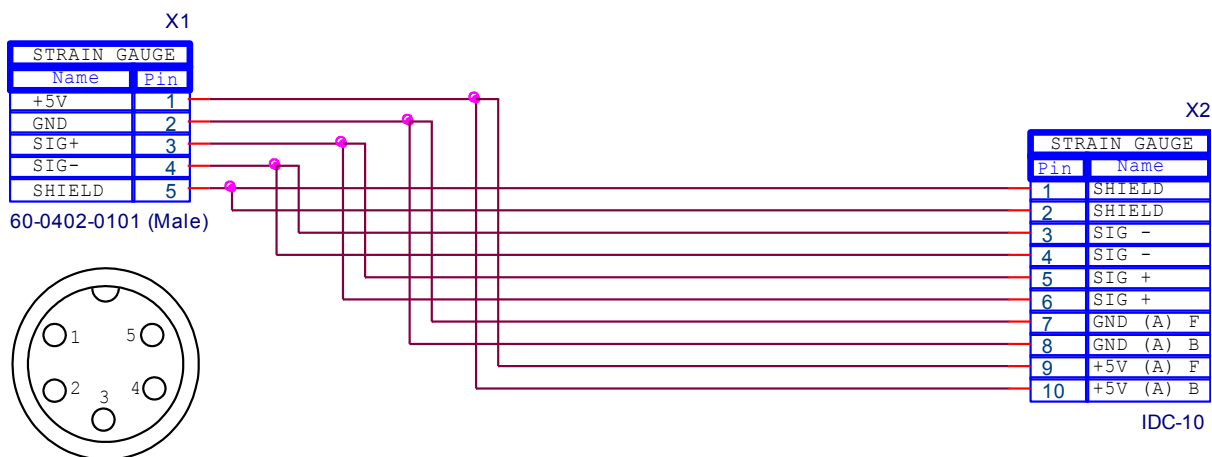 X1
STRAIN GAUGE
Name Pin
+5V 1
GND 2
SIG+ 3
SIG- 4
SHIELD 5
60-0402-0101 (Male)
1 5
2 3 4
X2
STRAIN GAUGE
Pin Name
1 SHIELD
2 SHIELD
3 SIG -
4 SIG -
5 SIG +
6 SIG +
7 GND (A) F
8 GND (A) B
9 +5V (A) F
10 +5V (A) B
IDC-10